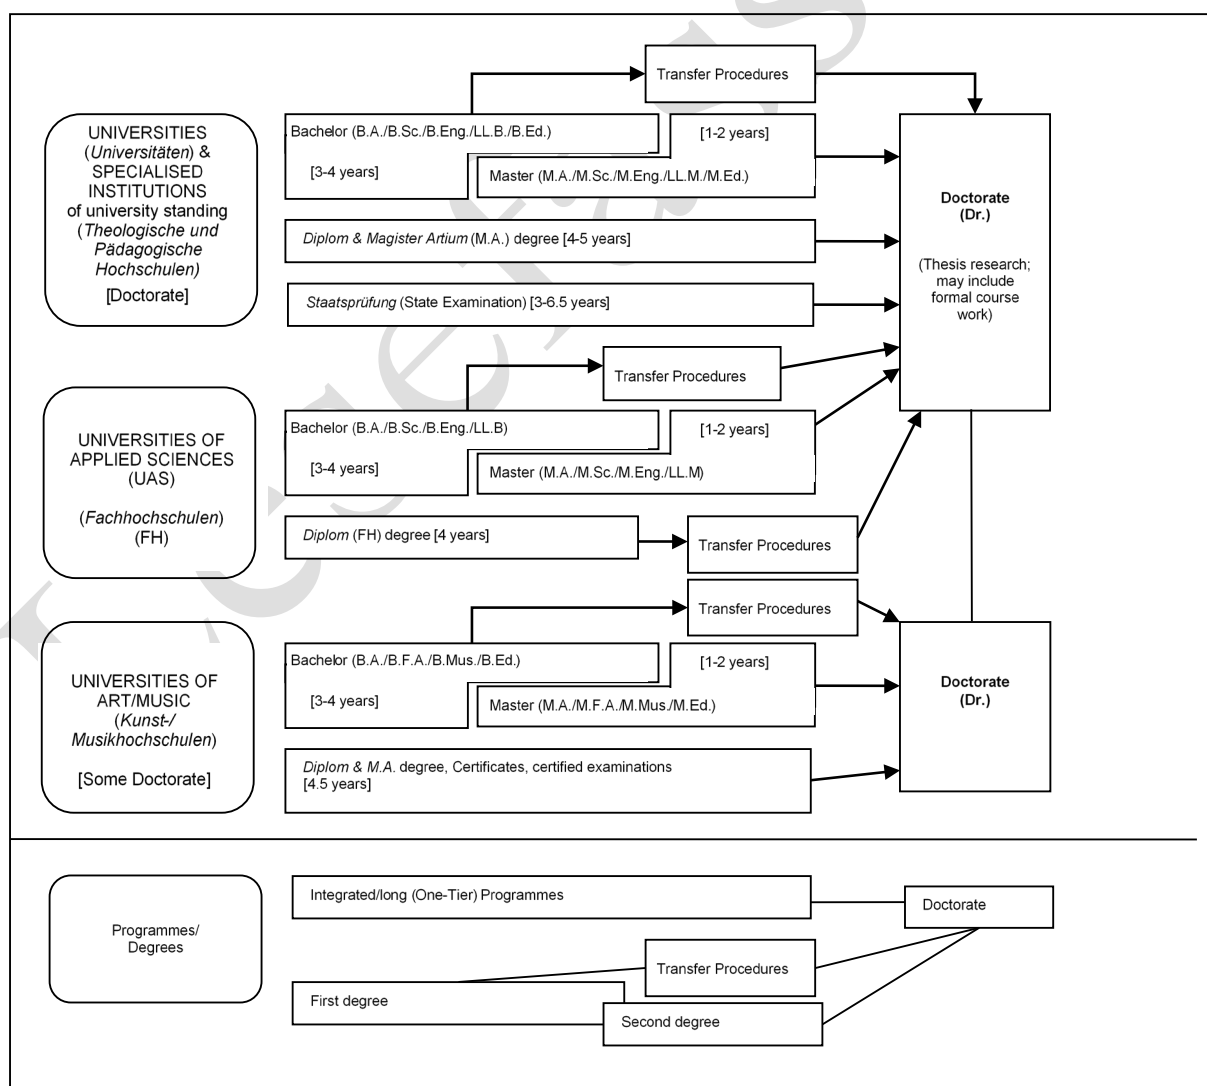 Transfer Procedures
UNIVERSITIES
(Universitäten) &
SPECIALISED
INSTITUTIONS
of university standing
(Theologische und
Pädagogische
Hochschulen)
[Doctorate]
Bachelor (B.A./B.Sc./B.Eng./LL.B./B.Ed.)
[3-4 years]
[1-2 years]
Master (M.A./M.Sc./M.Eng./LL.M./M.Ed.)
Diplom & Magister Artium (M.A.) degree [4-5 years]
Staatsprüfung (State Examination) [3-6.5 years]
Doctorate
(Dr.)
(Thesis research;
may include
formal course
work)
Transfer Procedures
UNIVERSITIES OF
APPLIED SCIENCES
(UAS)
(Fachhochschulen)
(FH)
Bachelor (B.A./B.Sc./B.Eng./LL.B)
[3-4 years]
[1-2 years]
Master (M.A./M.Sc./M.Eng./LL.M)
Diplom (FH) degree [4 years]
Transfer Procedures
Transfer Procedures
UNIVERSITIES OF
ART/MUSIC
(Kunst-/
Musikhochschulen)
[Some Doctorate]
Bachelor (B.A./B.F.A./B.Mus./B.Ed.)
[3-4 years]
[1-2 years]
Master (M.A./M.F.A./M.Mus./M.Ed.)
Diplom & M.A. degree, Certificates, certified examinations
[4.5 years]
Doctorate
(Dr.)
Programmes/
Degrees
Integrated/long (One-Tier) Programmes
Doctorate
Transfer Procedures
First degree
Second degree